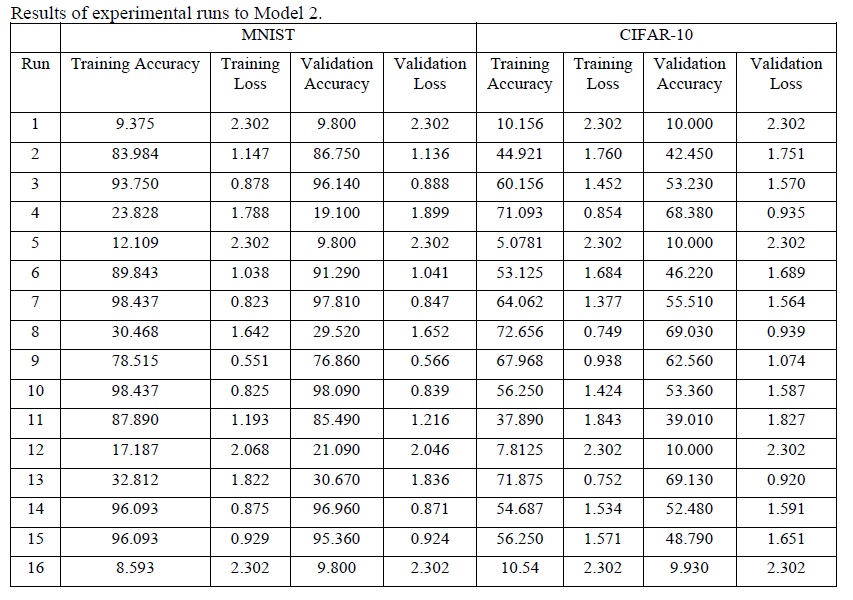 Results of experimental runs to Model 2.
MNIST CIFAR-10
Run Training Accuracy Training Loss Validation Accuracy Validation Loss Training Accuracy Training Loss Validation Accuracy Validation Loss
1 9.375 2.302 9.800 2.302 10.156 2.302 10.000 2.302
2 83.984 1.147 86.750 1.136 44.921 1.760 42.450 1.751
3 93.750 0.878 96.140 0.888 60.156 1.452 53.230 1.570
4 23.828 1.788 19.100 1.899 71.093 0.854 68.380 0.935
5 12.109 2.302 9.800 2.302 5.0781 2.302 10.000 2.302
6 89.843 1.038 91.290 1.041 53.125 1.684 46.220 1.689
7 98.437 0.823 97.810 0.847 64.062 1.377 55.510 1.564
8 30.468 1.642 29.520 1.652 72.656 0.749 69.030 0.939
9 78.515 0.551 76.860 0.566 67.968 0.938 62.560 1.074
10 98.437 0.825 98.090 0.839 56.250 1.424 53.360 1.587
11 87.890 1.193 85.490 1.216 37.890 1.843 39.010 1.827
12 17.187 2.068 21.090 2.046 7.8125 2.302 10.000 2.302
13 32.812 1.822 30.670 1.836 71.875 0.752 69.130 0.920
14 96.093 0.875 96.960 0.871 54.687 1.534 52.480 1.591
15 96.093 0.929 95.360 0.924 56.250 1.571 48.790 1.651
16 8.593 2.302 9.800 2.302 10.54 2.302 9.930 2.302